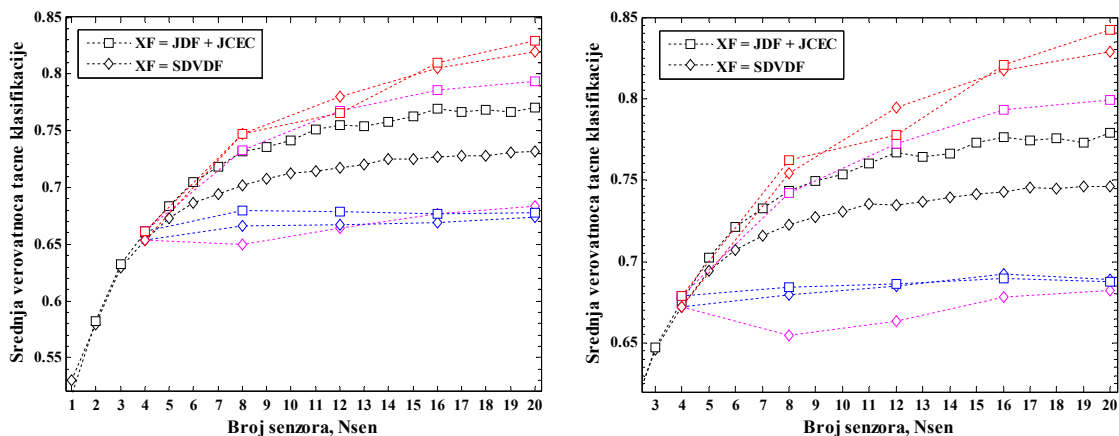 Srednja verovatnoca tacne klasifikacije
0.85
0.8
0.75
0.7
0.65
0.6
0.55
XF = JDF + JCEC
XF = SDVDF
1 2 3 4 5 6 7 8 9 10 11 12 13 14 15 16 17 18 19 20
Broj senzora, Nsen
Srednja verovatnoca tacne klasifikacije
0.85
0.8
0.75
0.7
0.65
XF = JDF + JCEC
XF = SDVDF
3 4 5 6 7 8 9 10 11 12 13 14 15 16 17 18 19 20
Broj senzora, Nsen